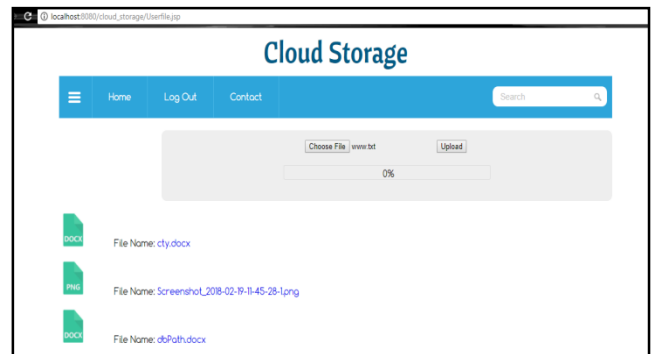 localhost:8080/cloud_storage/Userfile.jsp
Cloud Storage
Home Log Out Contact Search
Choose File www.txt Upload
0%
DOCX
File Name: cty.docx
PNG
File Name: Screenshot_2018-02-19-11-45-28-1.png
DOCX
File Name: dbPath.docx